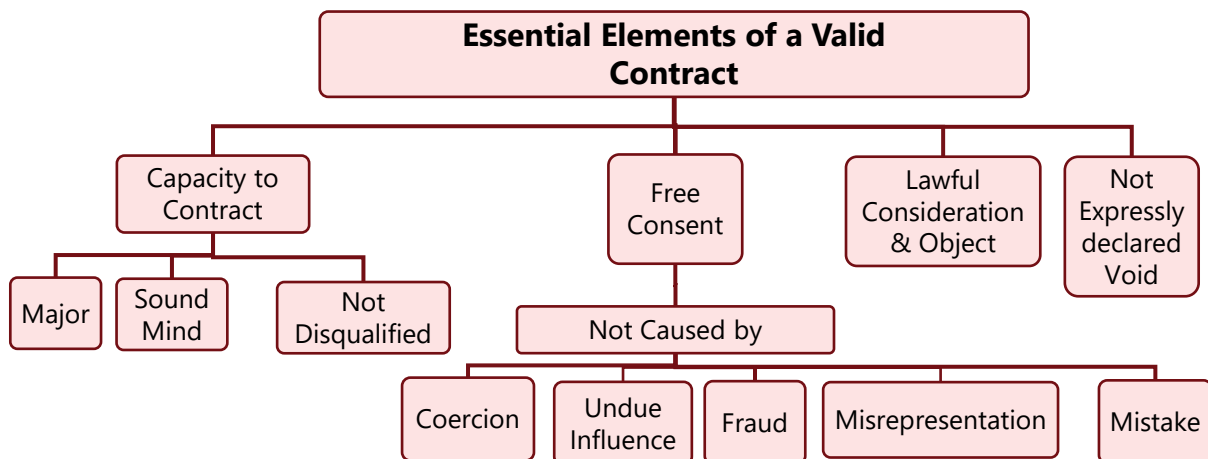 Essential Elements of a Valid
Contract
Capacity to
Contract
Free
Consent
Lawful
Consideration
& Object
Not
Expressly
declared
Void
Major
Sound
Mind
Not
Disqualified
Not Caused by
Coercion
Undue
Influence
Fraud
Misrepresentation
Mistake